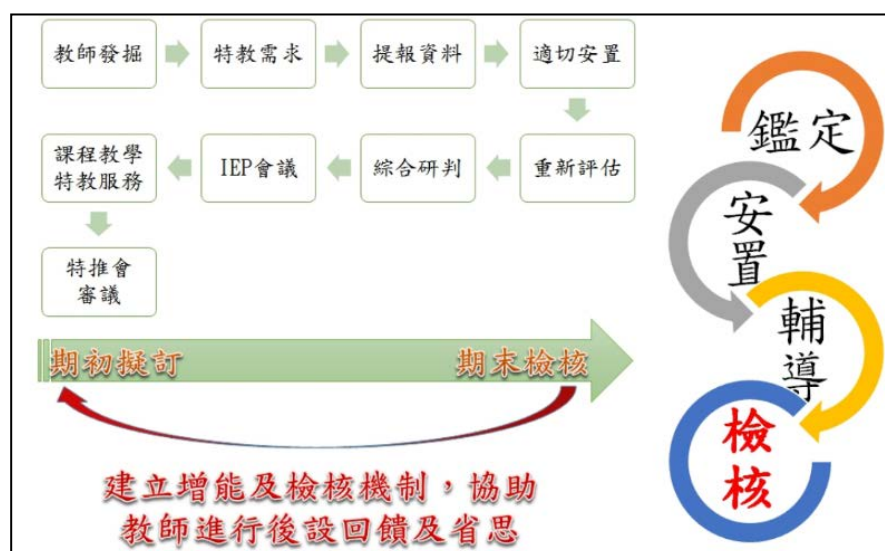 教師發掘
特教需求
提報資料
適切安置
重新評估
綜合研判
IEP會議
課程教學
特教服務
特推會
審議
期初擬訂
期末檢核
建立增能及檢核機制，協助
教師進行後設回饋及省思
鑑定
安置
輔導
檢核